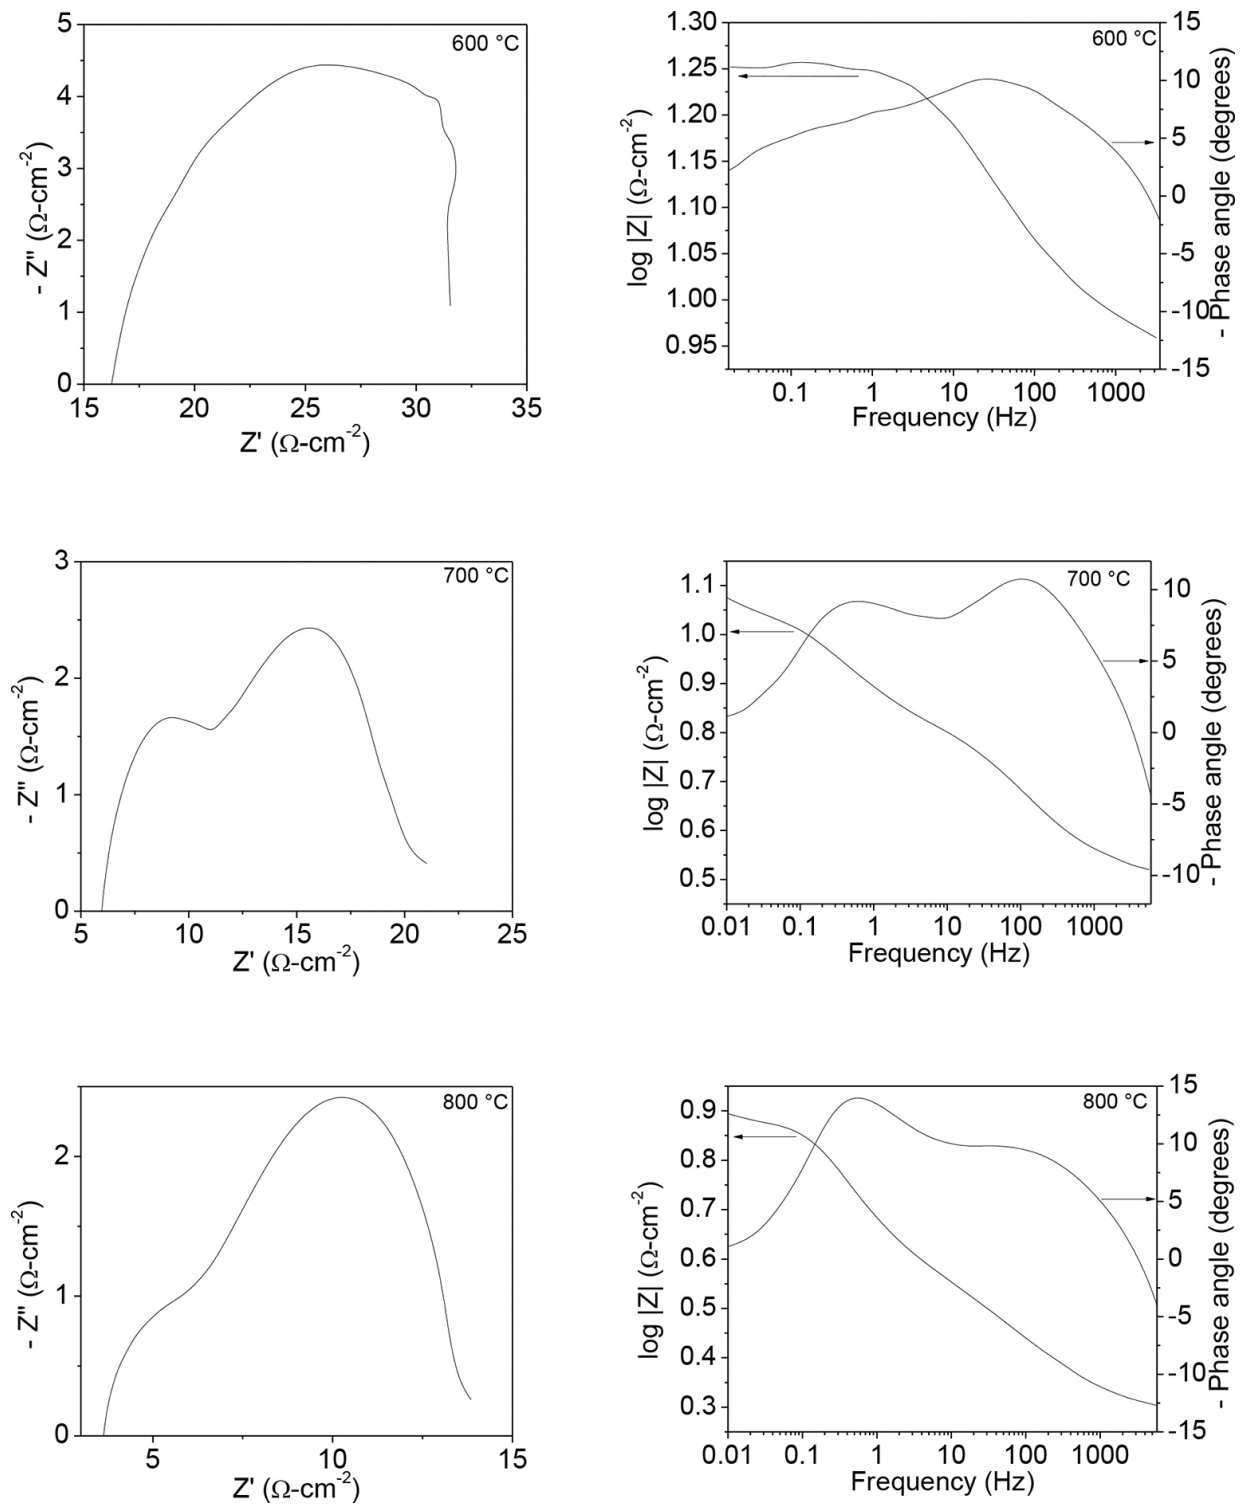 600 °C
5
4
3
2
1
0
15 20 25 30 35
- Z'' (Ω-cm-2)
Z' (Ω-cm-2)
600 °C
1.30
1.25
1.20
1.15
1.10
1.05
1.00
0.95
15
10
5
0
-5
-10
-15
0.1 1 10 100 1000
log |Z| (Ω-cm-2)
- Phase angle (degrees)
Frequency (Hz)
700 °C
3
2
1
0
5 10 15 20 25
- Z'' (Ω-cm-2)
Z' (Ω-cm-2)
700 °C
1.1
1.0
0.9
0.8
0.7
0.6
0.5
10
5
0
-5
-10
0.01 0.1 1 10 100 1000
log |Z| (Ω-cm-2)
- Phase angle (degrees)
Frequency (Hz)
800 °C
2
1
0
5 10 15
- Z'' (Ω-cm-2)
Z' (Ω-cm-2)
800 °C
0.9
0.8
0.7
0.6
0.5
0.4
0.3
15
10
5
0
-5
-10
-15
0.01 0.1 1 10 100 1000
log |Z| (Ω-cm-2)
- Phase angle (degrees)
Frequency (Hz)